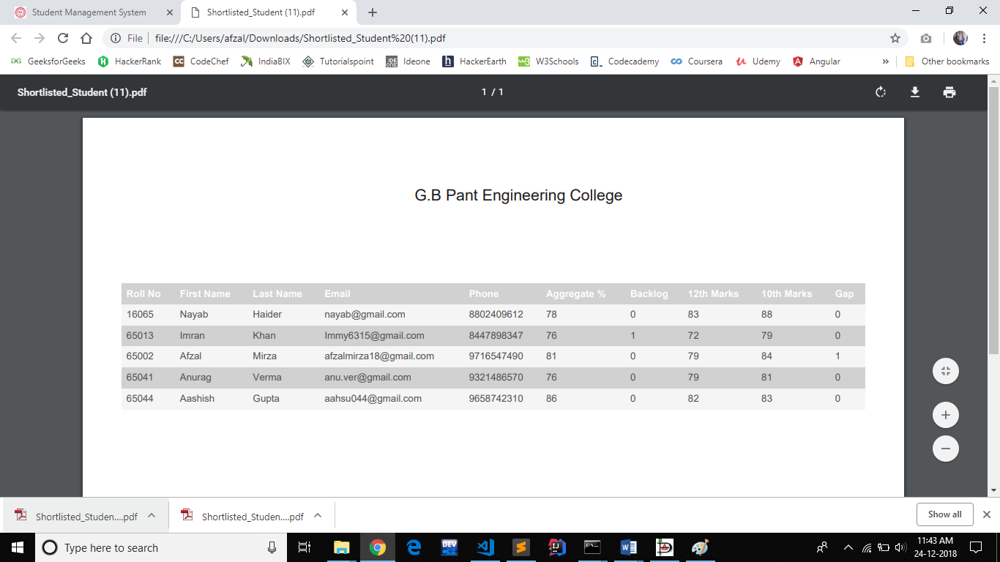 Student Management System
Shortlisted_Student (11).pdf
File file:///C:/Users/afzal/Downloads/Shortlisted_Student%20(11).pdf
GeeksforGeeks HackerRank CodeChef IndiaBIX Tutorialspoint Ideone HackerEarth W3Schools Codecademy Coursera Udemy Angular » Other bookmarks
Shortlisted_Student (11).pdf 1 / 1
G.B Pant Engineering College
Roll No First Name Last Name Email Phone Aggregate % Backlog 12th Marks 10th Marks Gap
16065 Nayab Haider nayab@gmail.com 8802409612 78 0 83 88 0
65013 Imran Khan Immy6315@gmail.com 8447898347 76 1 72 79 0
65002 Afzal Mirza afzalmirza18@gmail.com 9716547490 81 0 79 84 1
65041 Anurag Verma anu.ver@gmail.com 9321486570 76 0 79 81 0
65044 Aashish Gupta aahsu044@gmail.com 9658742310 86 0 82 83 0
Shortlisted_Studen....pdf Shortlisted_Studen....pdf Show all
Type here to search 11:43 AM
24-12-2018